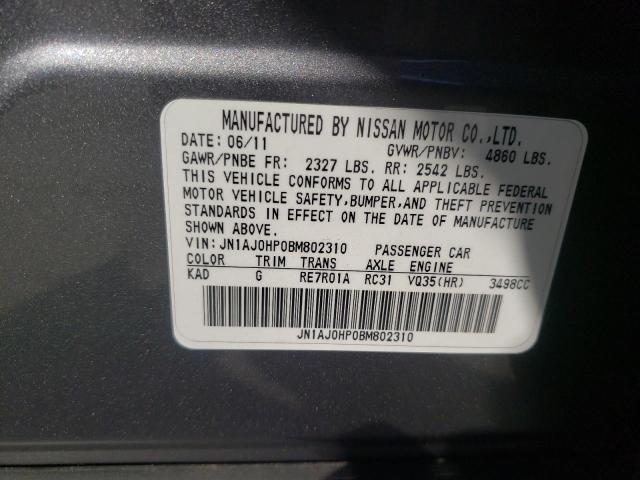 MANUFACTURED BY NISSAN MOTOR CO.,LTD.
DATE: 06/11 GVWR/PNBV: 4860 LBS.
GAWR/PNBE FR: 2327 LBS. RR: 2542 LBS.
THIS VEHICLE CONFORMS TO ALL APPLICABLE FEDERAL
MOTOR VEHICLE SAFETY,BUMPER,AND THEFT PREVENTION
STANDARDS IN EFFECT ON THE DATE OF MANUFACTURE
SHOWN ABOVE.
VIN: JN1AJ0HP0BM802310 PASSENGER CAR
COLOR TRIM TRANS AXLE ENGINE
KAD G RE7R01A RC31 VQ35(HR) 3498CC
JN1AJ0HP0BM802310